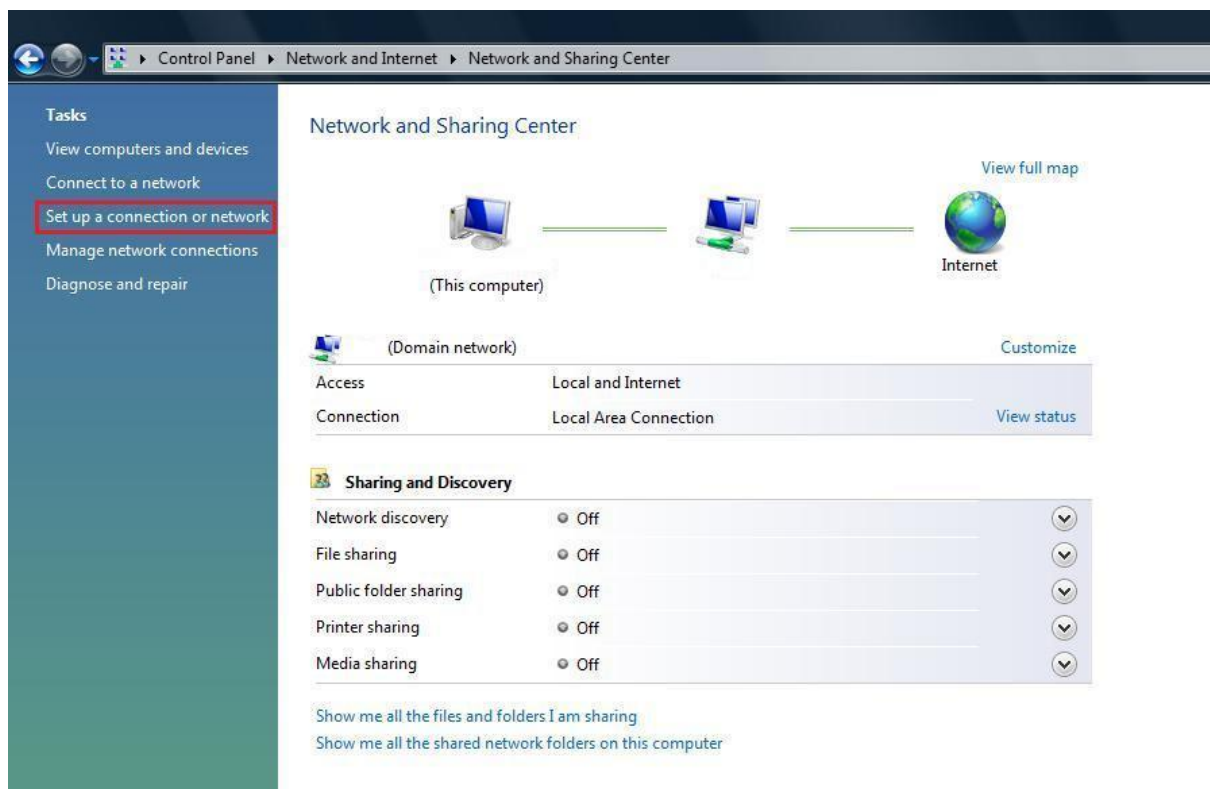 Control Panel ▸ Network and Internet ▸ Network and Sharing Center
Tasks
View computers and devices
Connect to a network
Set up a connection or network
Manage network connections
Diagnose and repair
Network and Sharing Center
View full map
(This computer)
Internet
(Domain network) Customize
Access Local and Internet
Connection Local Area Connection View status
Sharing and Discovery
Network discovery Off
File sharing Off
Public folder sharing Off
Printer sharing Off
Media sharing Off
Show me all the files and folders I am sharing
Show me all the shared network folders on this computer